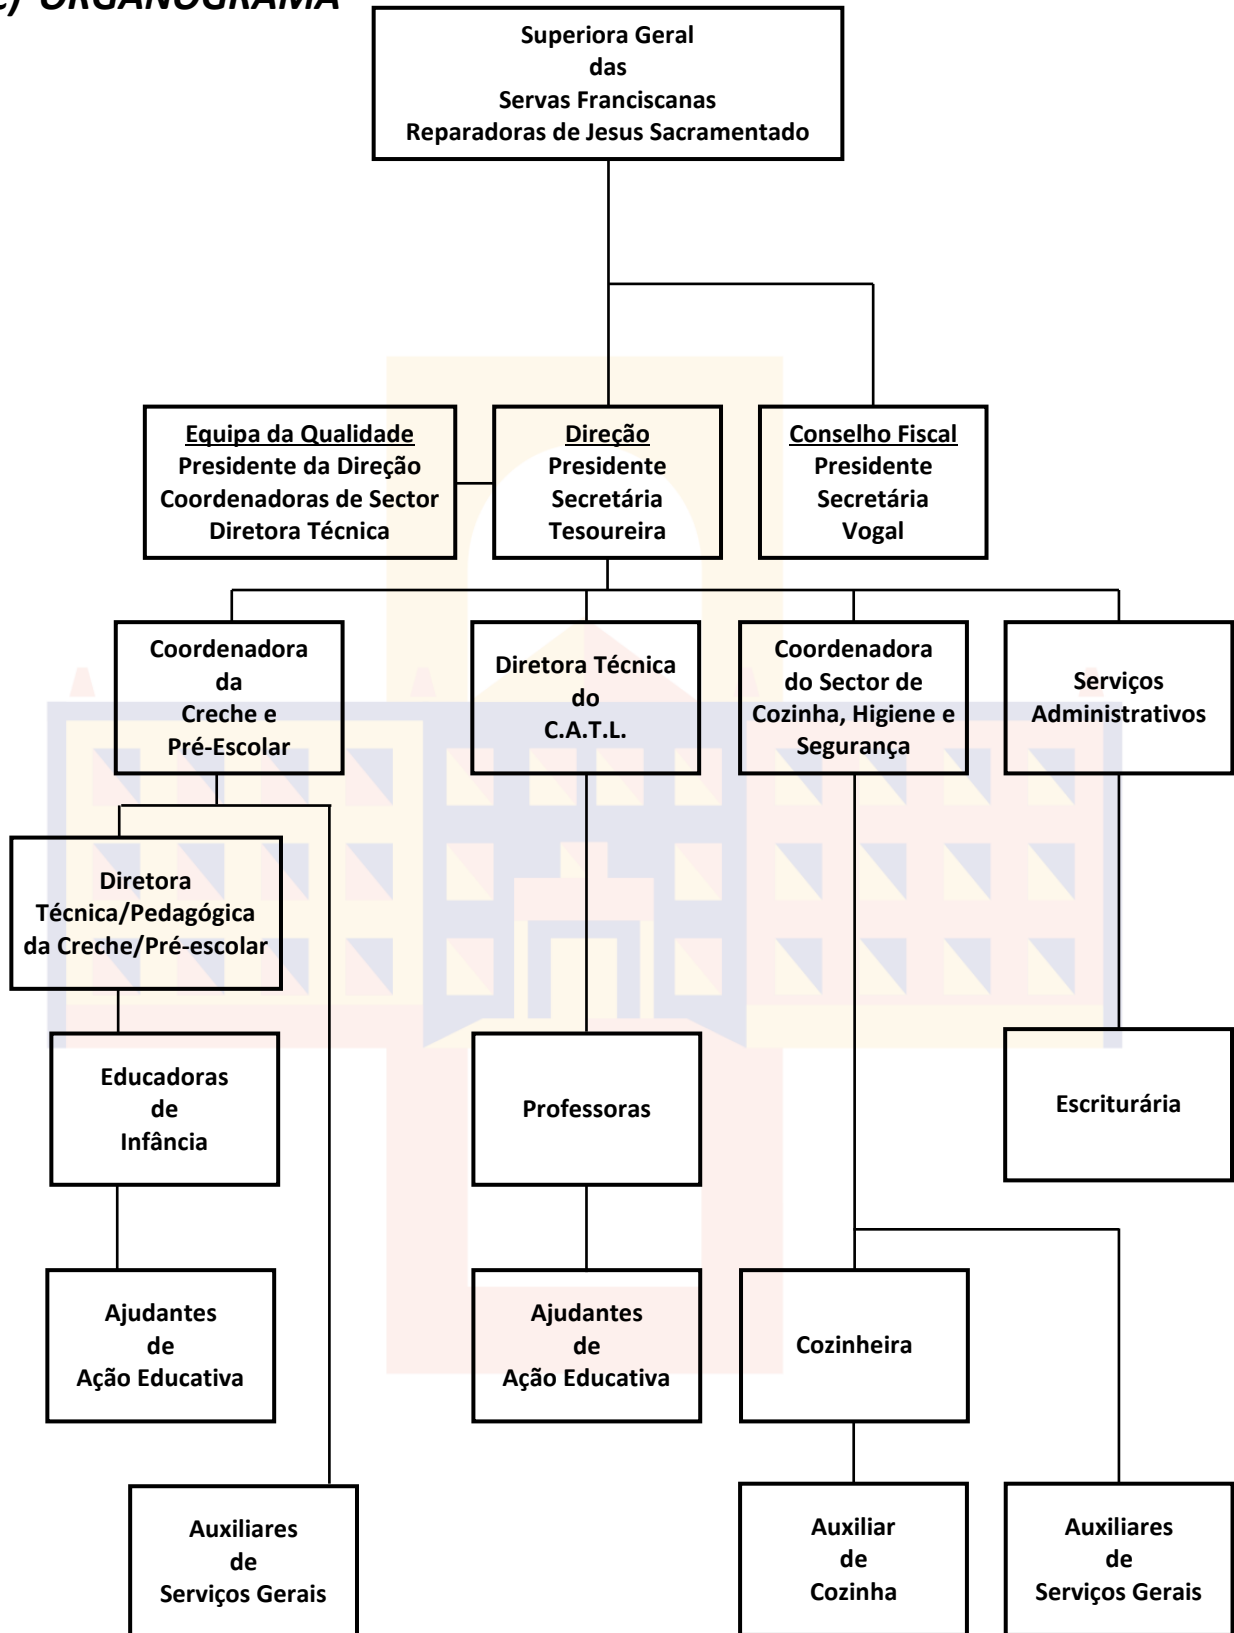 c) ORGANOGRAMA
Superiora Geral
das
Servas Franciscanas
Reparadoras de Jesus Sacramentado
Equipa da Qualidade
Presidente da Direção
Coordenadoras de Sector
Diretora Técnica
Direção
Presidente
Secretária
Tesoureira
Conselho Fiscal
Presidente
Secretária
Vogal
Coordenadora
da
Creche e
Pré-Escolar
Diretora Técnica
do
C.A.T.L.
Coordenadora
do Sector de
Cozinha, Higiene e
Segurança
Serviços
Administrativos
Diretora
Técnica/Pedagógica
da Creche/Pré-escolar
Educadoras
de
Infância
Professoras
Escriturária
Ajudantes
de
Ação Educativa
Ajudantes
de
Ação Educativa
Cozinheira
Auxiliares
de
Serviços Gerais
Auxiliar
de
Cozinha
Auxiliares
de
Serviços Gerais